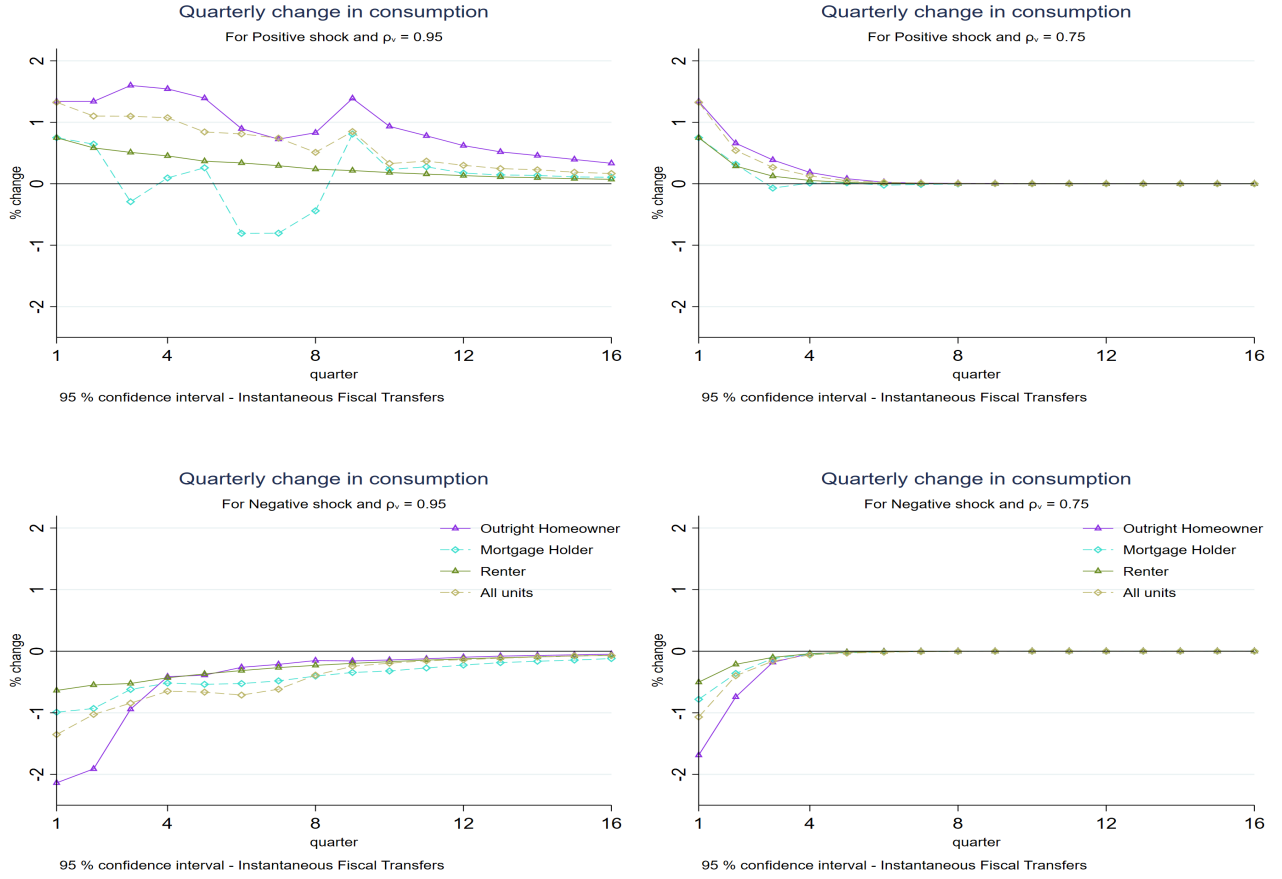 Quarterly change in consumption
For Positive shock and ρᵥ = 0.95
% change
2
1
0
-1
-2
1
4
8
12
16
quarter
95 % confidence interval - Instantaneous Fiscal Transfers
Quarterly change in consumption
For Positive shock and ρᵥ = 0.75
% change
2
1
0
-1
-2
1
4
8
12
16
quarter
95 % confidence interval - Instantaneous Fiscal Transfers
Quarterly change in consumption
For Negative shock and ρᵥ = 0.95
Outright Homeowner
Mortgage Holder
Renter
All units
% change
2
1
0
-1
-2
1
4
8
12
16
quarter
95 % confidence interval - Instantaneous Fiscal Transfers
Quarterly change in consumption
For Negative shock and ρᵥ = 0.75
Outright Homeowner
Mortgage Holder
Renter
All units
% change
2
1
0
-1
-2
1
4
8
12
16
quarter
95 % confidence interval - Instantaneous Fiscal Transfers